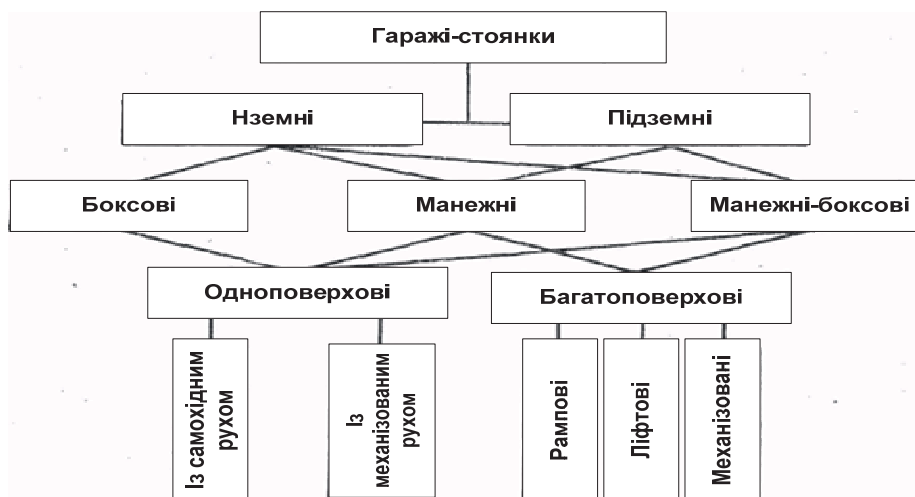 Гаражі-стоянки
Нземні
Підземні
Боксові
Манежні
Манежні-боксові
Одноповерхові
Багатоповерхові
Із самохідним
рухом
Із
механізованим
рухом
Рампові
Ліфтові
Механізовані